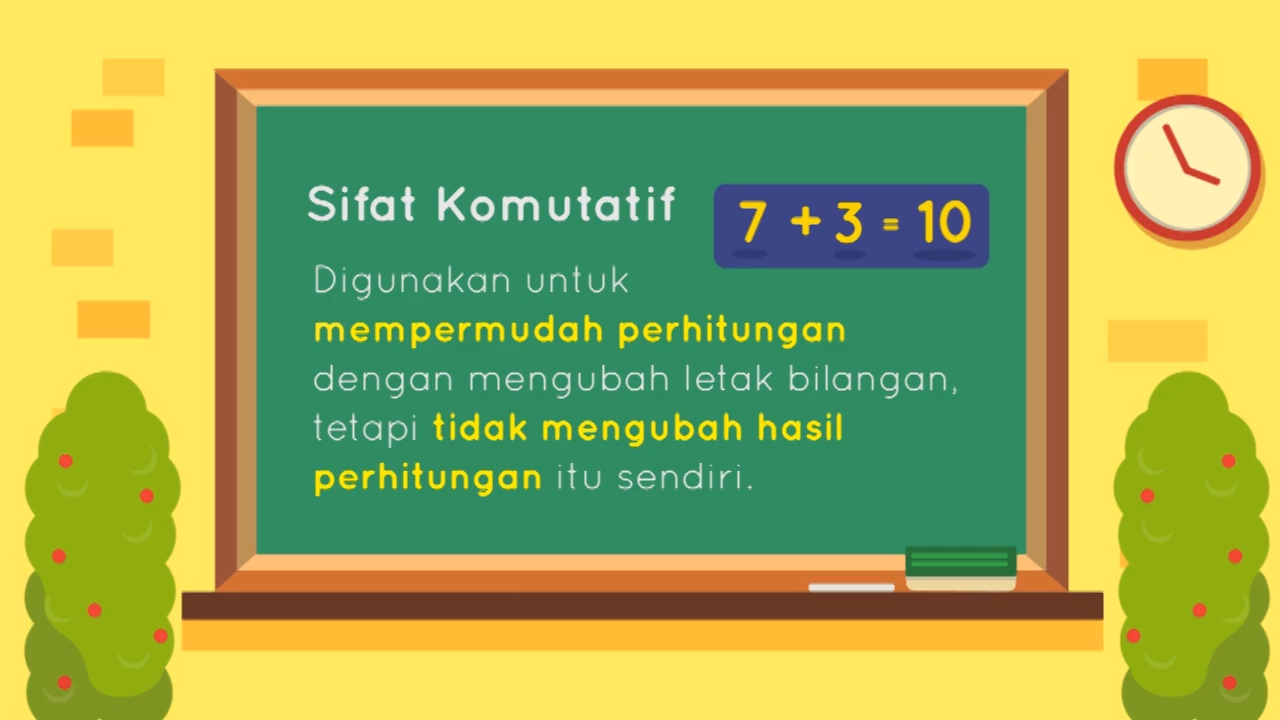 Sifat Komutatif
7 + 3 = 10
Digunakan untuk
mempermudah perhitungan
dengan mengubah letak bilangan,
tetapi tidak mengubah hasil
perhitungan itu sendiri.